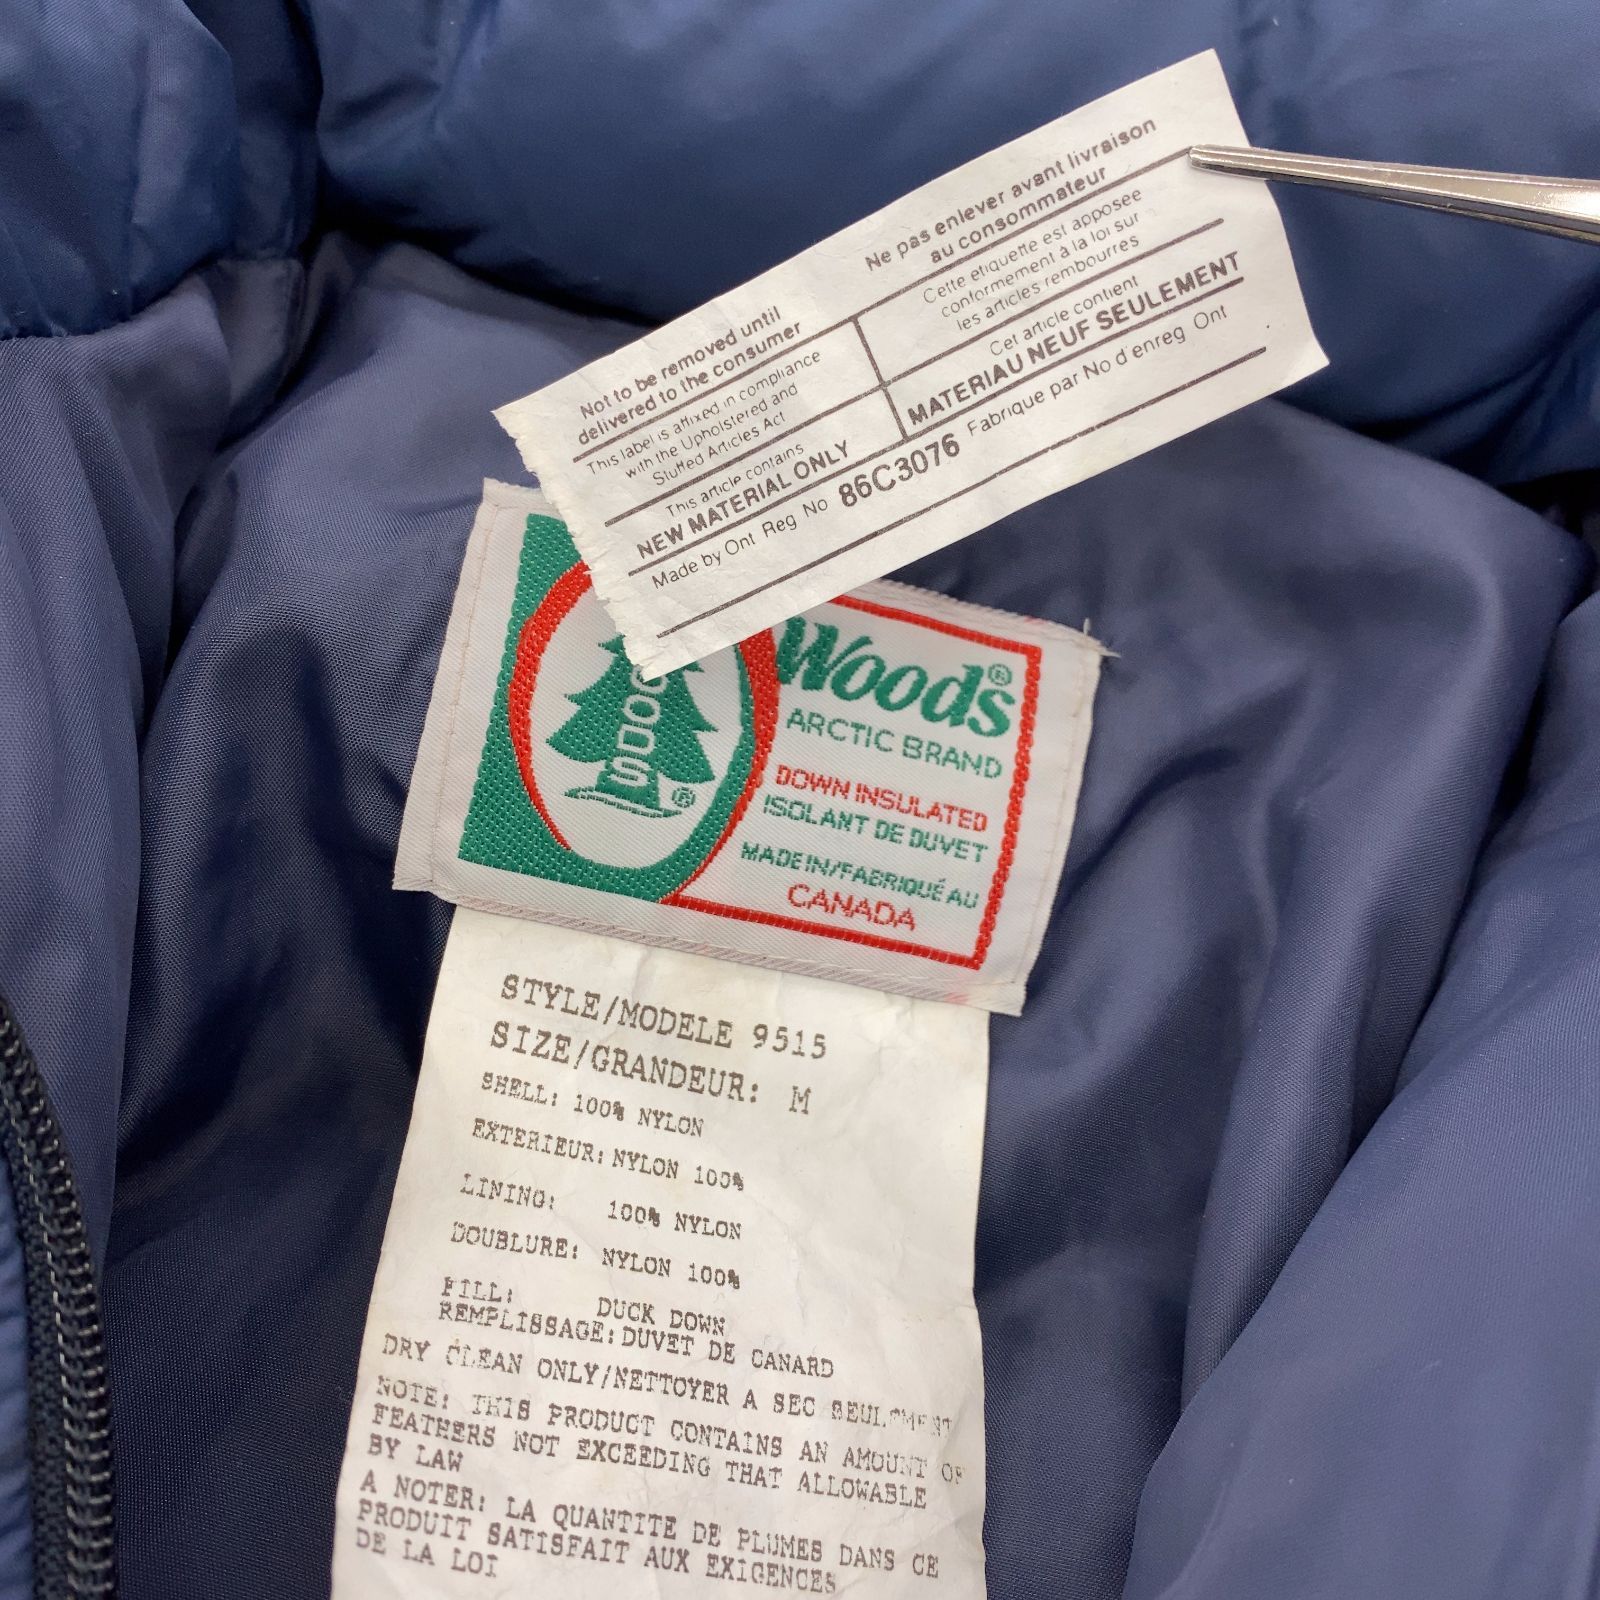 Not to be removed until
delivered to the consumer
This label is affixed in compliance
with the Upholstered and
Stuffed Articles Act
This article contains
NEW MATERIAL ONLY
Ne pas enlever avant livraison
au consommateur
Cette etiquette est apposee
conformement à la loi sur
les articles rembourres
Cet article contient
MATERIAU NEUF SEULEMENT
Made by Ont Reg No 86C3076 Fabrique par No d'enreg Ont
WOODS®
Woods®
ARCTIC BRAND
DOWN INSULATED
ISOLANT DE DUVET
MADE IN/FABRIQUÉ AU
CANADA
STYLE/MODELE 9515
SIZE/GRANDEUR: M
SHELL: 100% NYLON
EXTERIEUR: NYLON 100%
LINING: 100% NYLON
DOUBLURE: NYLON 100%
FILL: DUCK DOWN
REMPLISSAGE: DUVET DE CANARD
DRY CLEAN ONLY/NETTOYER A SEC SEULEMENT
NOTE: THIS PRODUCT CONTAINS AN AMOUNT OF
FEATHERS NOT EXCEEDING THAT ALLOWABLE
BY LAW
A NOTER: LA QUANTITE DE PLUMES DANS CE
PRODUIT SATISFAIT AUX EXIGENCES
DE LA LOI